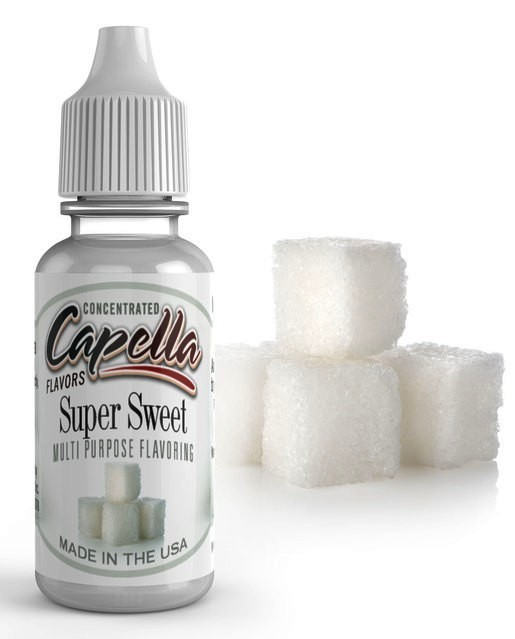 CONCENTRATED
Capella
FLAVORS
Super Sweet
MULTI PURPOSE FLAVORING
MADE IN THE USA